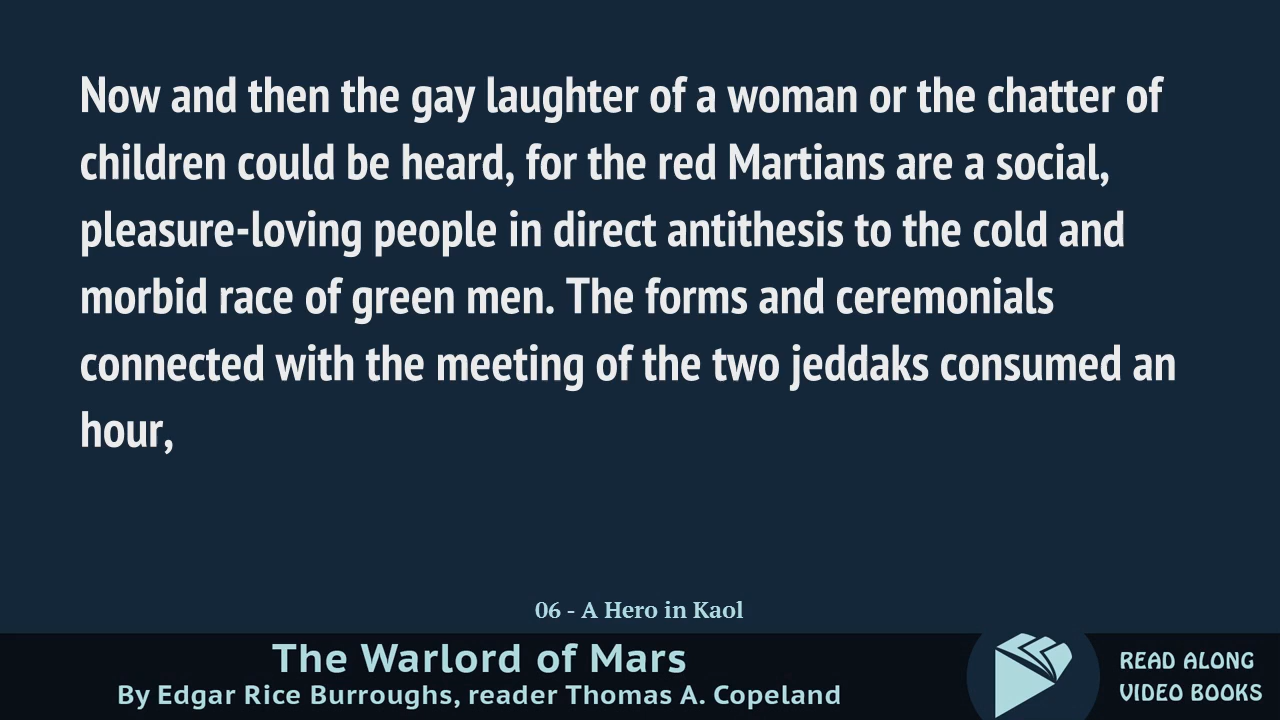 Now and then the gay laughter of a woman or the chatter of
children could be heard, for the red Martians are a social,
pleasure-loving people in direct antithesis to the cold and
morbid race of green men. The forms and ceremonials
connected with the meeting of the two jeddaks consumed an
hour,
06 - A Hero in Kaol
The Warlord of Mars
By Edgar Rice Burroughs, reader Thomas A. Copeland
READ ALONG
VIDEO BOOKS